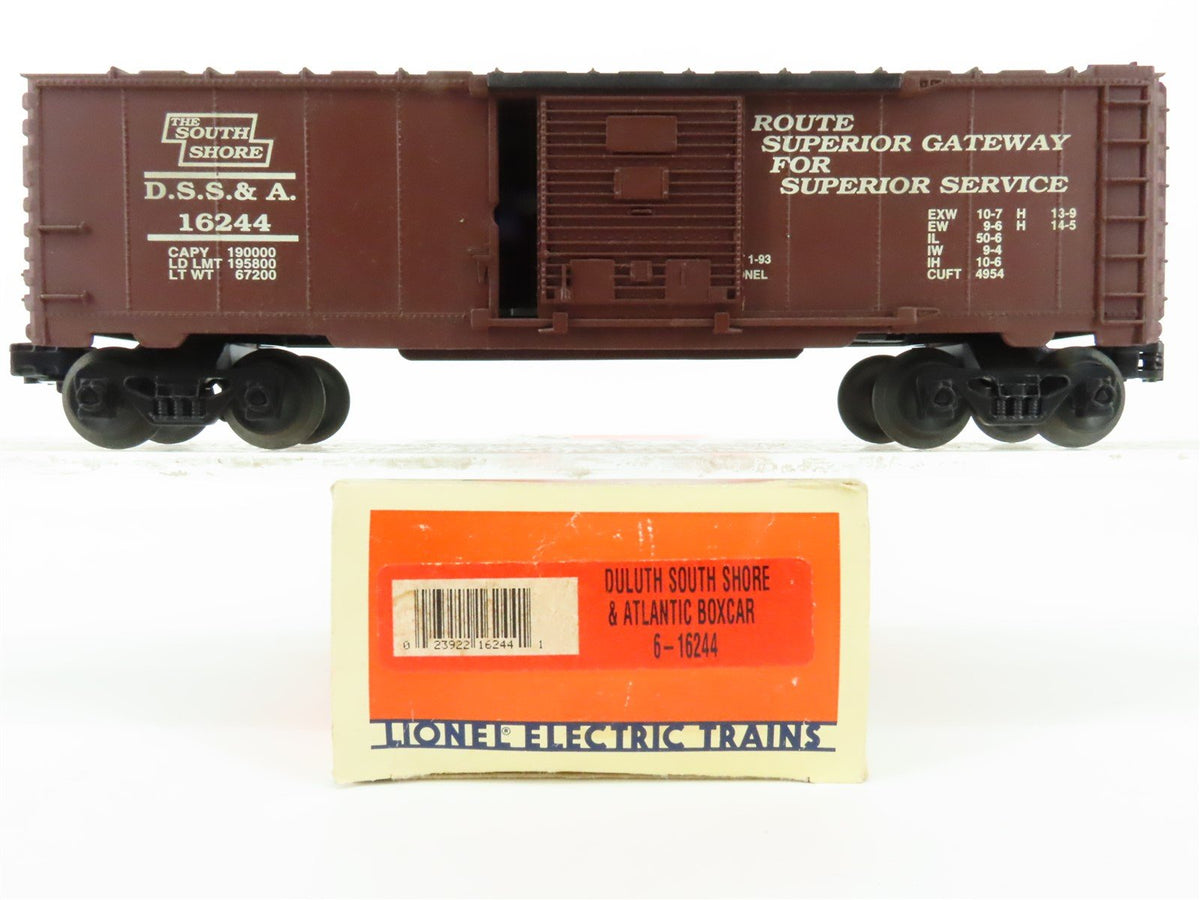 THE
SOUTH
SHORE
D.S.S.& A.
16244
CAPY 190000
LD LMT 195800
LT WT 67200
ROUTE
SUPERIOR GATEWAY
FOR
SUPERIOR SERVICE
EXW 10-7 H 13-9
EW 9-6 H 14-5
IL 50-6
IW 9-4
IH 10-6
CUFT 4954
1-93
NEL
DULUTH SOUTH SHORE
& ATLANTIC BOXCAR
6-16244
0 23922 16244 1
LIONEL® ELECTRIC TRAINS